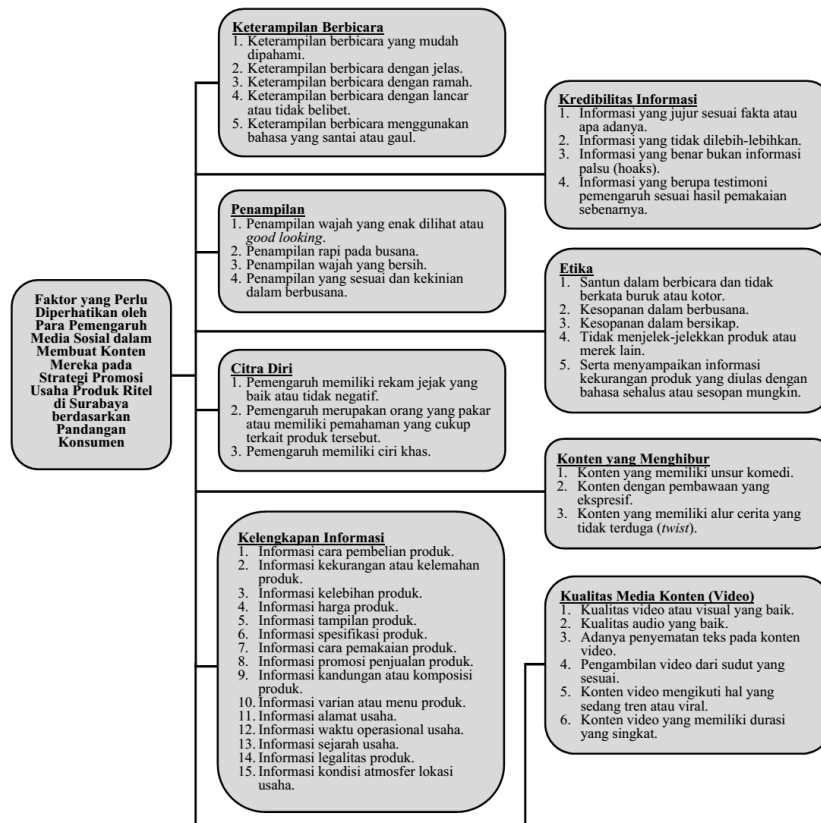 Faktor yang Perlu
Diperhatikan oleh
Para Pemengaruh
Media Sosial dalam
Membuat Konten
Mereka pada
Strategi Promosi
Usaha Produk Ritel
di Surabaya
berdasarkan
Pandangan
Konsumen
Keterampilan Berbicara
1. Keterampilan berbicara yang mudah
dipahami.
2. Keterampilan berbicara dengan jelas.
3. Keterampilan berbicara dengan ramah.
4. Keterampilan berbicara dengan lancar
atau tidak belibet.
5. Keterampilan berbicara menggunakan
bahasa yang santai atau gaul.
Kredibilitas Informasi
1. Informasi yang jujur sesuai fakta atau
apa adanya.
2. Informasi yang tidak dilebih-lebihkan.
3. Informasi yang benar bukan informasi
palsu (hoaks).
4. Informasi yang berupa testimoni
pemengaruh sesuai hasil pemakaian
sebenarnya.
Penampilan
1. Penampilan wajah yang enak dilihat atau
good looking.
2. Penampilan rapi pada busana.
3. Penampilan wajah yang bersih.
4. Penampilan yang sesuai dan kekinian
dalam berbusana.
Etika
1. Santun dalam berbicara dan tidak
berkata buruk atau kotor.
2. Kesopanan dalam berbusana.
3. Kesopanan dalam bersikap.
4. Tidak menjelek-jelekkan produk atau
merek lain.
5. Serta menyampaikan informasi
kekurangan produk yang diulas dengan
bahasa sehalus atau sesopan mungkin.
Citra Diri
1. Pemengaruh memiliki rekam jejak yang
baik atau tidak negatif.
2. Pemengaruh merupakan orang yang pakar
atau memiliki pemahaman yang cukup
terkait produk tersebut.
3. Pemengaruh memiliki ciri khas.
Konten yang Menghibur
1. Konten yang memiliki unsur komedi.
2. Konten dengan pembawaan yang
ekspresif.
3. Konten yang memiliki alur cerita yang
tidak terduga (twist).
Kelengkapan Informasi
1. Informasi cara pembelian produk.
2. Informasi kekurangan atau kelemahan
produk.
3. Informasi kelebihan produk.
4. Informasi harga produk.
5. Informasi tampilan produk.
6. Informasi spesifikasi produk.
7. Informasi cara pemakaian produk.
8. Informasi promosi penjualan produk.
9. Informasi kandungan atau komposisi
produk.
10. Informasi varian atau menu produk.
11. Informasi alamat usaha.
12. Informasi waktu operasional usaha.
13. Informasi sejarah usaha.
14. Informasi legalitas produk.
15. Informasi kondisi atmosfer lokasi
usaha.
Kualitas Media Konten (Video)
1. Kualitas video atau visual yang baik.
2. Kualitas audio yang baik.
3. Adanya penyematan teks pada konten
video.
4. Pengambilan video dari sudut yang
sesuai.
5. Konten video mengikuti hal yang
sedang tren atau viral.
6. Konten video yang memiliki durasi
yang singkat.